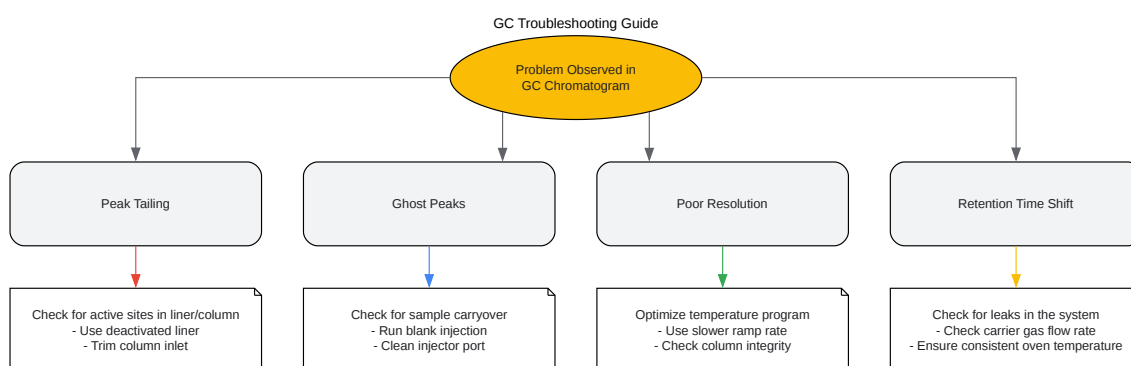 GC Troubleshooting Guide
Problem Observed in
GC Chromatogram
Peak Tailing
Ghost Peaks
Poor Resolution
Retention Time Shift
Check for active sites in liner/column
- Use deactivated liner
- Trim column inlet
Check for sample carryover
- Run blank injection
- Clean injector port
Optimize temperature program
- Use slower ramp rate
- Check column integrity
Check for leaks in the system
- Check carrier gas flow rate
- Ensure consistent oven temperature